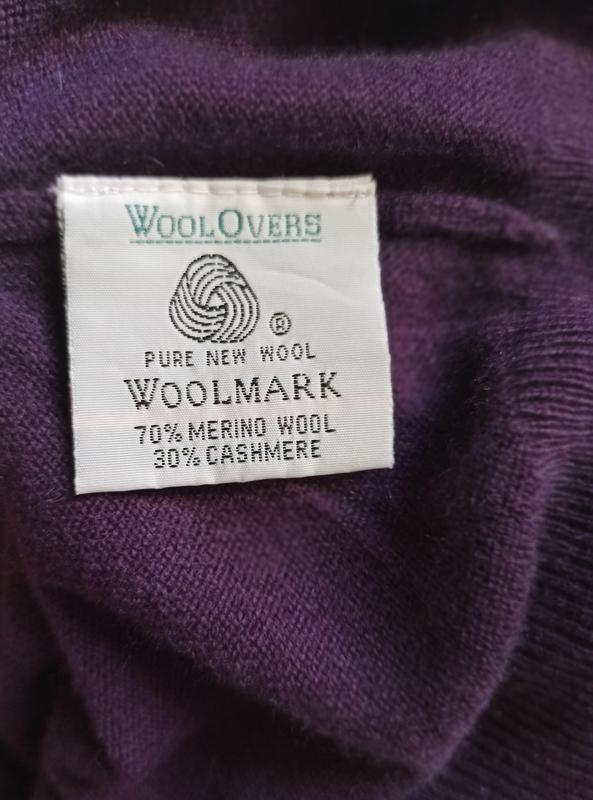 WOOLOVERS
®
PURE NEW WOOL
WOOLMARK
70% MERINO WOOL
30% CASHMERE